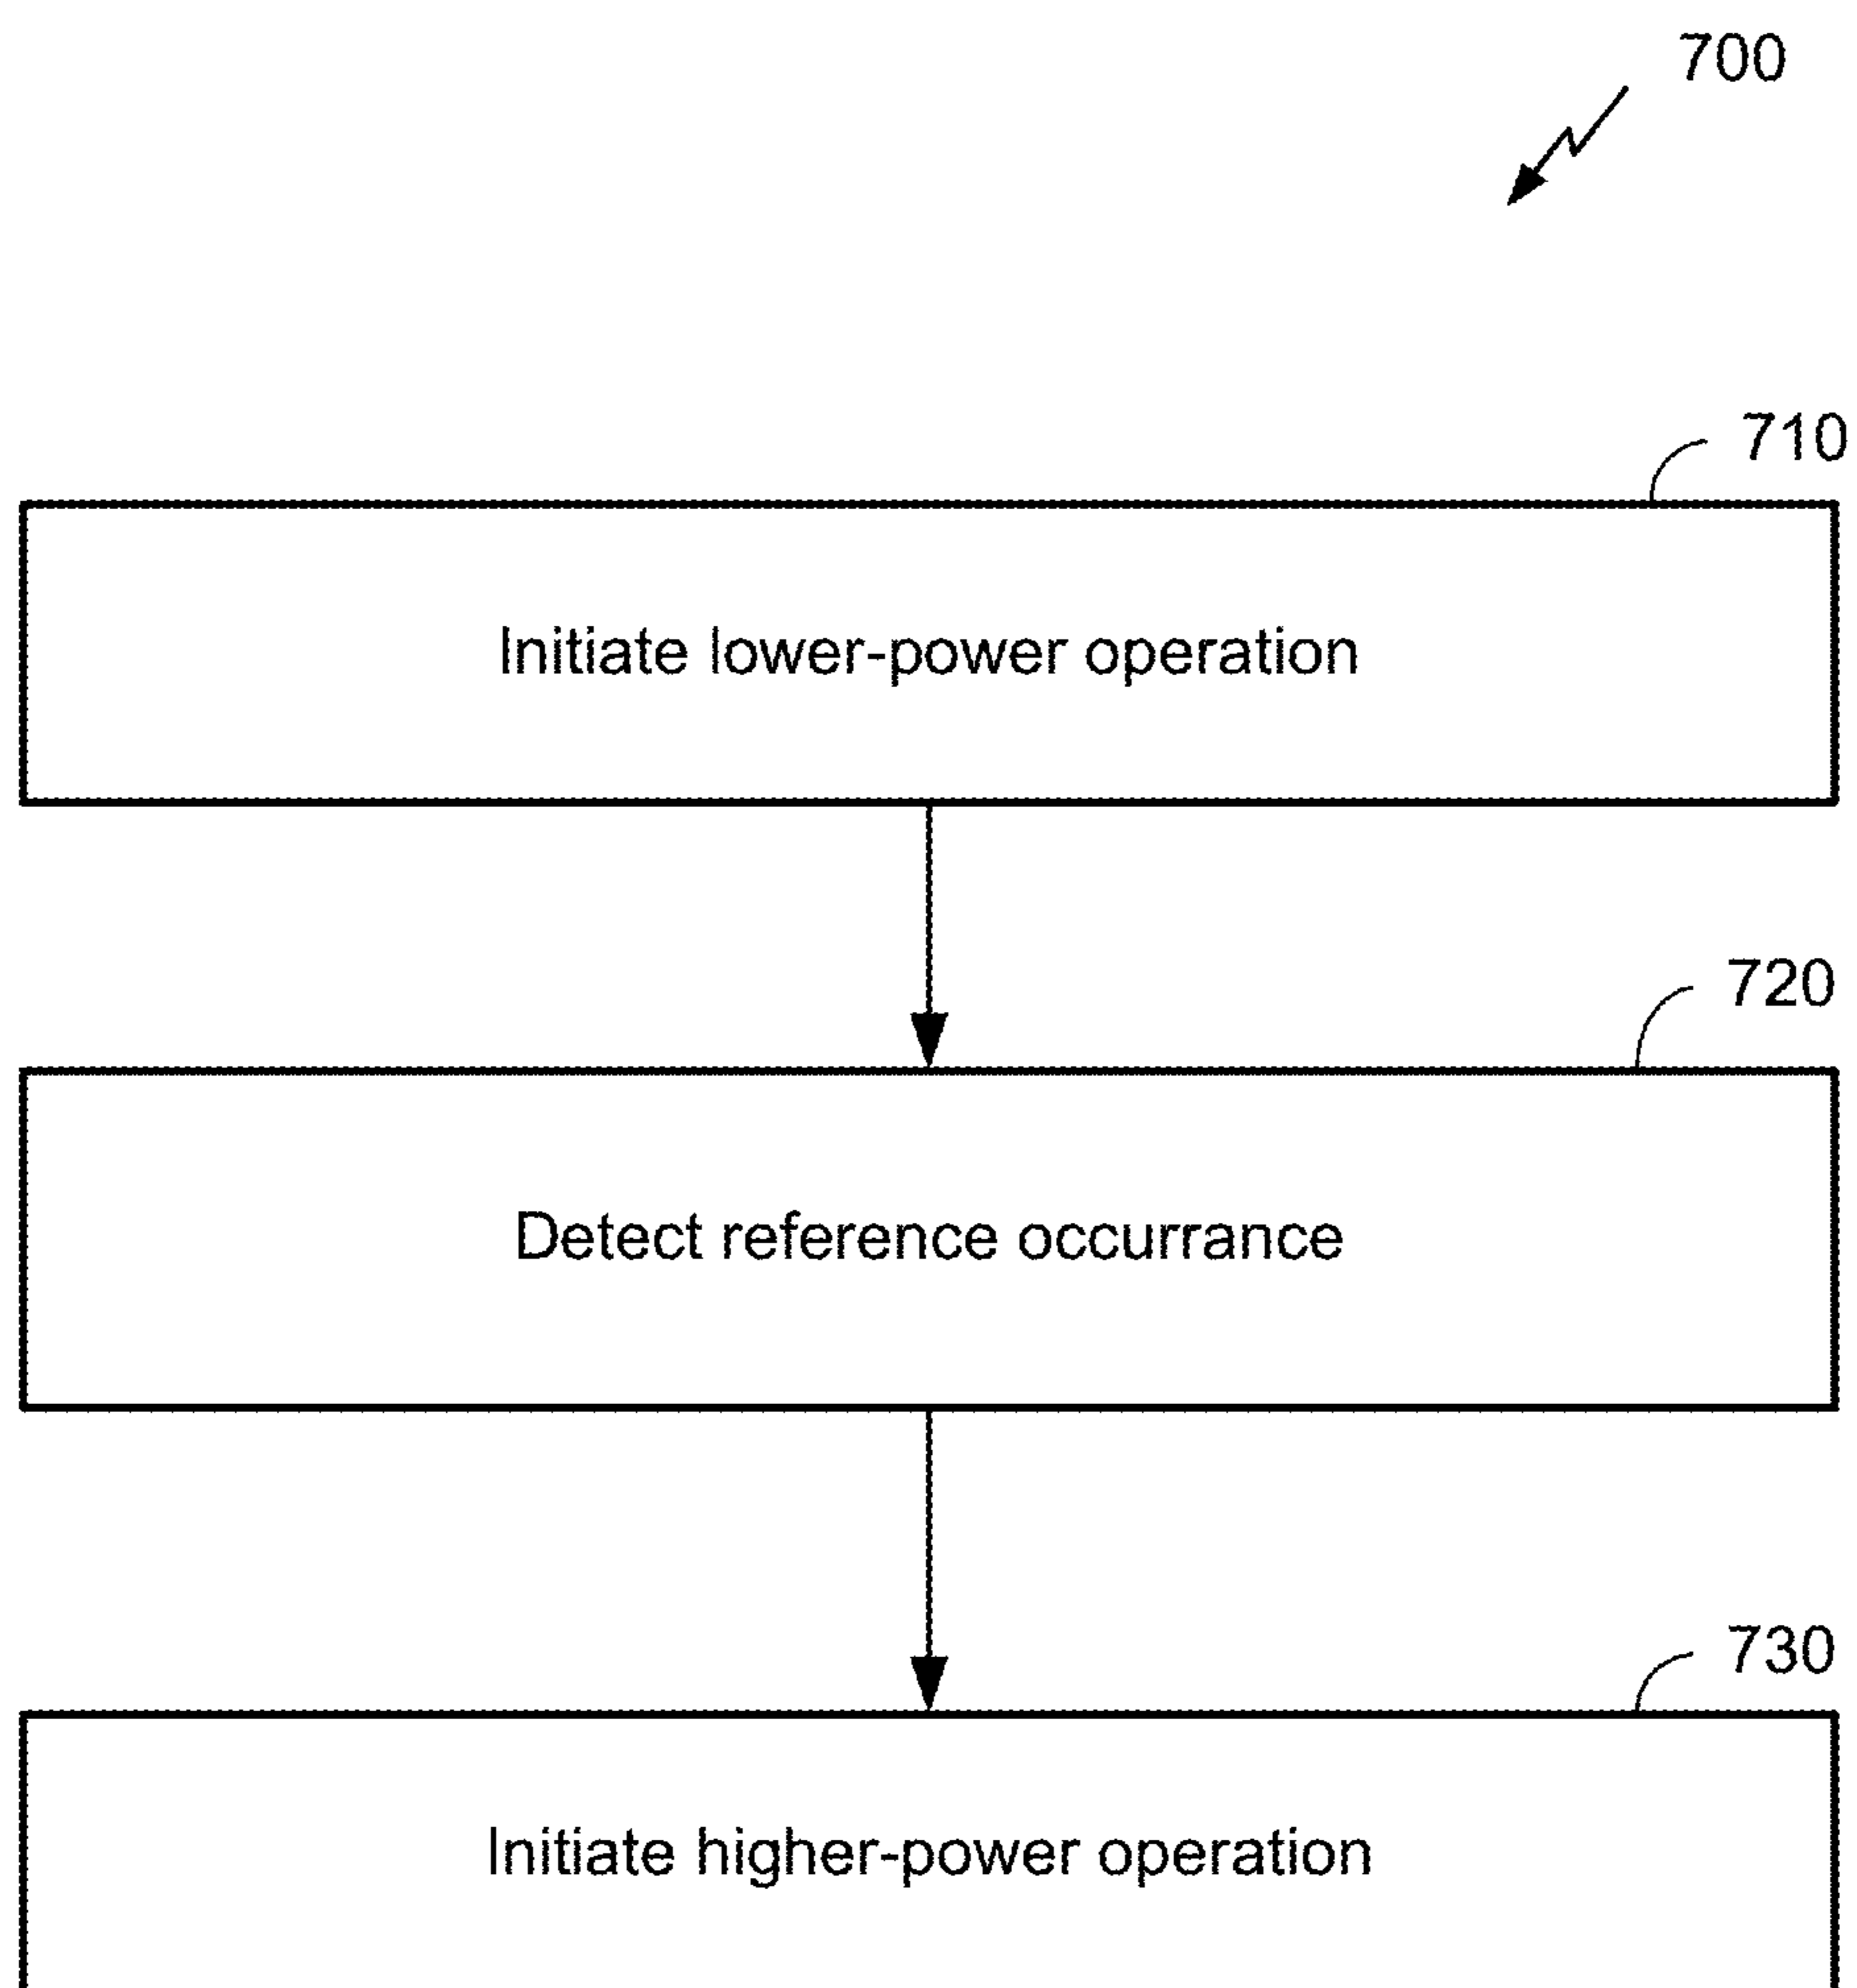 700
710
Initiate lower-power operation
720
Detect reference occurrance
730
Initiate higher-power operation